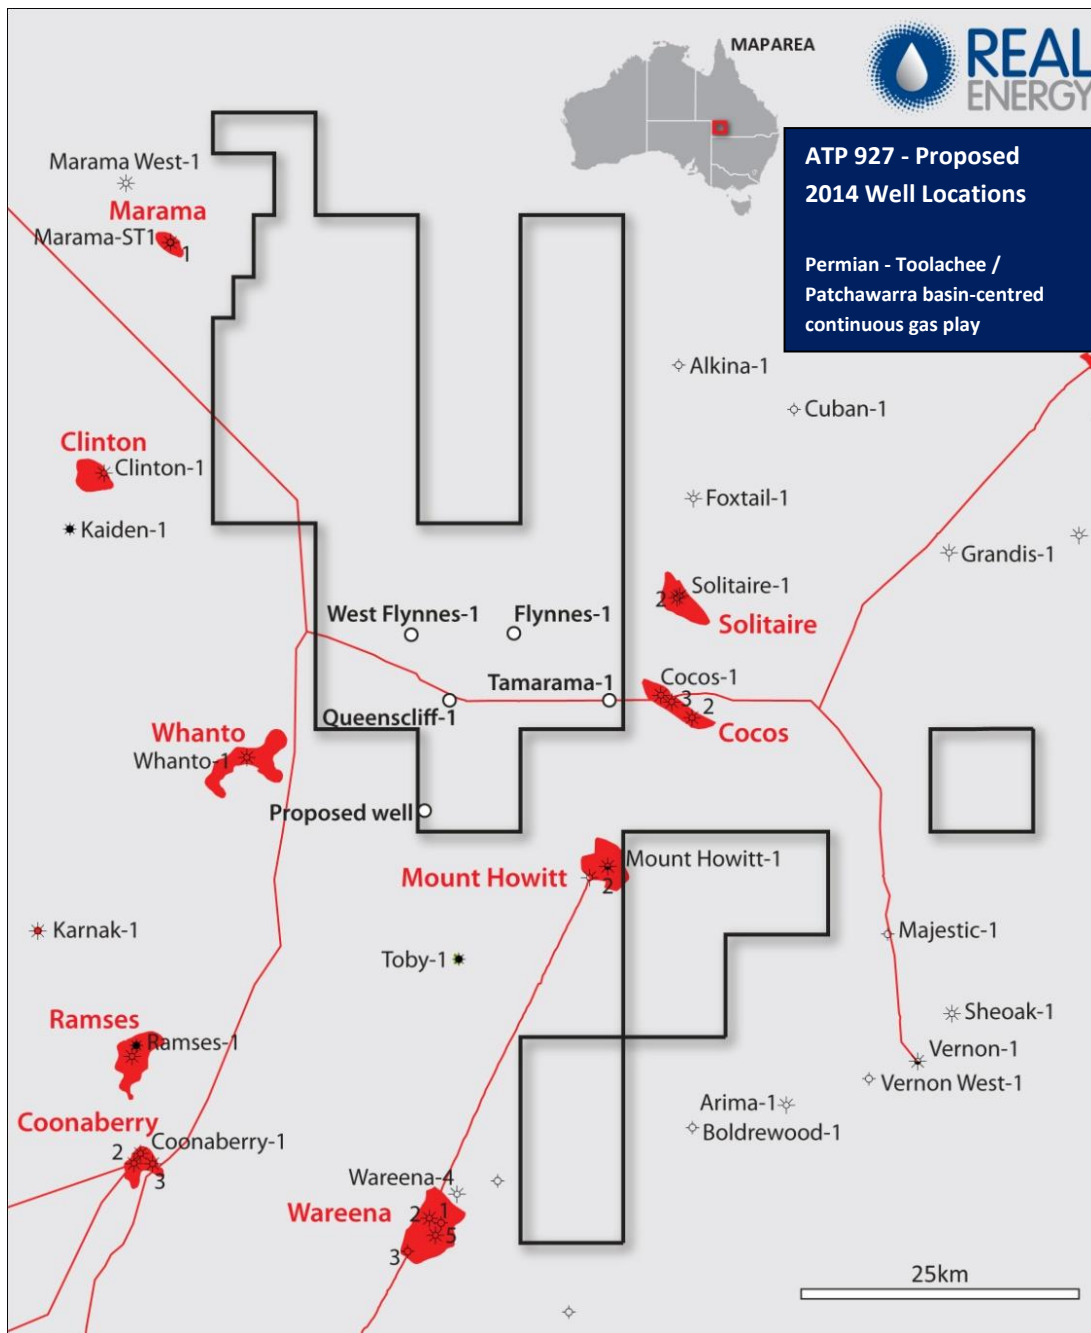 MAPAREA
REAL
ENERGY
ATP 927 - Proposed
2014 Well Locations
Permian - Toolachee /
Patchawarra basin-centred
continuous gas play
Marama West-1
Marama
Marama-ST1
1
Alkina-1
Cuban-1
Clinton
Clinton-1
Foxtail-1
Kaiden-1
Grandis-1
Solitaire-1
2
Solitaire
West Flynnes-1
Flynnes-1
Cocos-1
Tamarama-1
3
2
Queenscliff-1
Cocos
Whanto
Whanto-1
Proposed well
Mount Howitt-1
Mount Howitt
2
Karnak-1
Majestic-1
Toby-1
Ramses
Sheoak-1
Ramses-1
Vernon-1
Vernon West-1
Arima-1
Coonaberry
Boldrewood-1
Coonaberry-1
2
3
Wareena-4
Wareena
2
1
5
3
25km